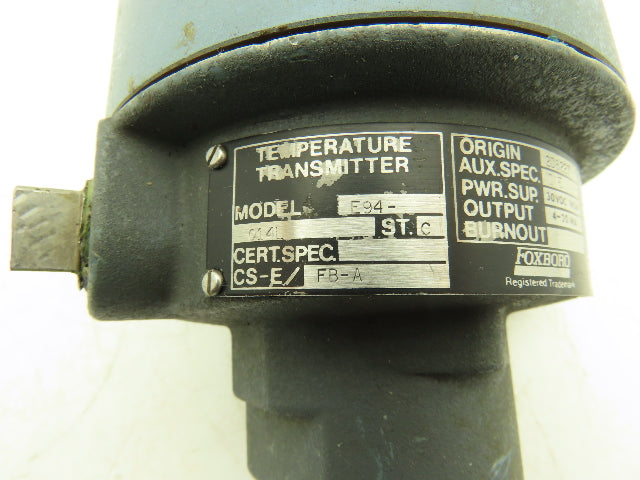 TEMPERATURE
TRANSMITTER
MODEL E94-
ST. C
CERT.SPEC.
CS-E/ FB-A
ORIGIN
AUX.SPEC.
PWR.SUP. 30VDC
OUTPUT
BURNOUT
FOXBORO
Registered Trademark